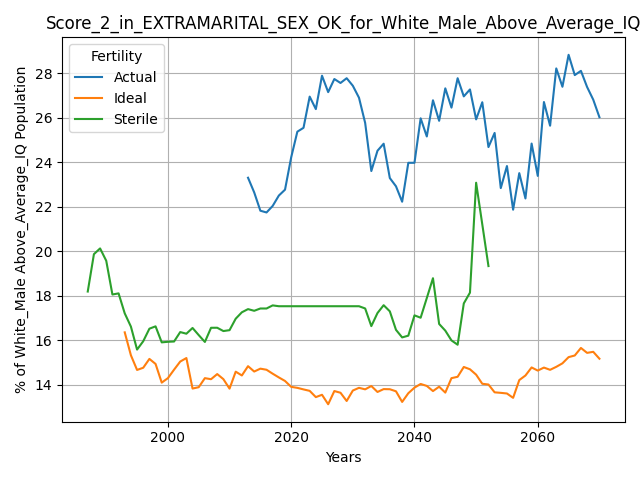 Score_2_in_EXTRAMARITAL_SEX_OK_for_White_Male_Above_Average_IQ
Fertility
Actual
Ideal
Sterile
% of White_Male Above_Average_IQ Population
28
26
24
22
20
18
16
14
2000 2020 2040 2060
Years